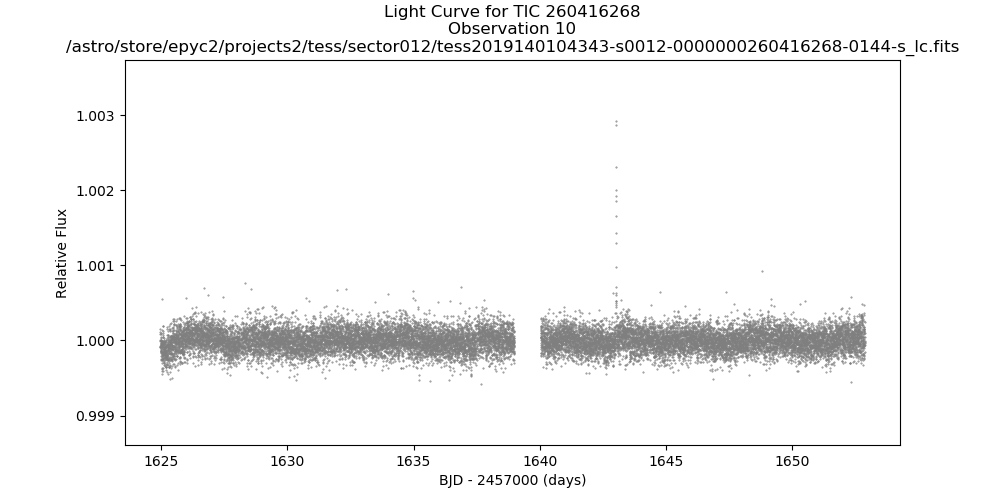 Light Curve for TIC 260416268
Observation 10
/astro/store/epyc2/projects2/tess/sector012/tess2019140104343-s0012-0000000260416268-0144-s_lc.fits
1.003
1.002
1.001
1.000
0.999
Relative Flux
1625 1630 1635 1640 1645 1650
BJD - 2457000 (days)